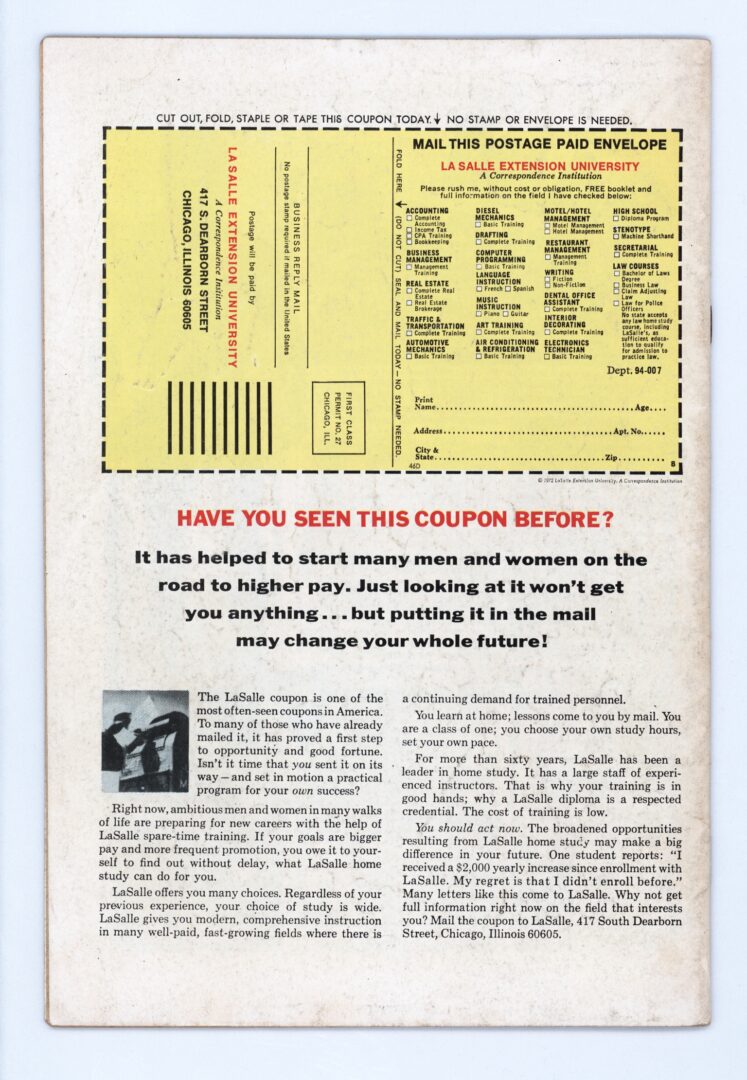 CUT OUT, FOLD, STAPLE OR TAPE THIS COUPON TODAY. ↓ NO STAMP OR ENVELOPE IS NEEDED.
BUSINESS REPLY MAIL
No postage stamp required if mailed in the United States
Postage will be paid by
LA SALLE EXTENSION UNIVERSITY
A Correspondence Institution
417 S. DEARBORN STREET
CHICAGO, ILLINOIS 60605
FIRST CLASS
PERMIT NO. 27
CHICAGO, ILL.
FOLD HERE
(DO NOT CUT) SEAL AND MAIL TODAY — NO STAMP NEEDED.
MAIL THIS POSTAGE PAID ENVELOPE
LA SALLE EXTENSION UNIVERSITY
A Correspondence Institution
Please rush me, without cost or obligation, FREE booklet and
full information on the field I have checked below:
ACCOUNTING
☐ Complete
Accounting
☐ Income Tax
☐ CPA Training
☐ Bookkeeping
BUSINESS
MANAGEMENT
☐ Management
Training
REAL ESTATE
☐ Complete Real
Estate
☐ Real Estate
Brokerage
TRAFFIC &
TRANSPORTATION
☐ Complete Training
AUTOMOTIVE
MECHANICS
☐ Basic Training
DIESEL
MECHANICS
☐ Basic Training
DRAFTING
☐ Complete Training
COMPUTER
PROGRAMMING
☐ Basic Training
LANGUAGE
INSTRUCTION
☐ French ☐ Spanish
MUSIC
INSTRUCTION
☐ Piano ☐ Guitar
ART TRAINING
☐ Complete Training
AIR CONDITIONING
& REFRIGERATION
☐ Basic Training
MOTEL/HOTEL
MANAGEMENT
☐ Motel Management
☐ Hotel Management
RESTAURANT
MANAGEMENT
☐ Management
Training
WRITING
☐ Fiction
☐ Non-Fiction
DENTAL OFFICE
ASSISTANT
☐ Complete Training
INTERIOR
DECORATING
☐ Complete Training
ELECTRONICS
TECHNICIAN
☐ Basic Training
HIGH SCHOOL
☐ Diploma Program
STENOTYPE
☐ Machine Shorthand
SECRETARIAL
☐ Complete Training
LAW COURSES
☐ Bachelor of Laws
Degree
☐ Business Law
☐ Claim Adjusting
Law
☐ Law for Police
Officers
No state accepts
any law home study
course, including
LaSalle's, as
sufficient educa-
tion to qualify
for admission to
practice law.
Dept. 94-007
Print
Name.......................................................Age....
Address...............................................Apt. No......
City &
State..............................................Zip..........
46D
8
© 1972 LaSalle Extension University, A Correspondence Institution
HAVE YOU SEEN THIS COUPON BEFORE?
It has helped to start many men and women on the
road to higher pay. Just looking at it won't get
you anything...but putting it in the mail
may change your whole future!
The LaSalle coupon is one of the
most often-seen coupons in America.
To many of those who have already
mailed it, it has proved a first step
to opportunity and good fortune.
Isn't it time that you sent it on its
way – and set in motion a practical
program for your own success?
Right now, ambitious men and women in many walks
of life are preparing for new careers with the help of
LaSalle spare-time training. If your goals are bigger
pay and more frequent promotion, you owe it to your-
self to find out without delay, what LaSalle home
study can do for you.
LaSalle offers you many choices. Regardless of your
previous experience, your choice of study is wide.
LaSalle gives you modern, comprehensive instruction
in many well-paid, fast-growing fields where there is
a continuing demand for trained personnel.
You learn at home; lessons come to you by mail. You
are a class of one; you choose your own study hours,
set your own pace.
For more than sixty years, LaSalle has been a
leader in home study. It has a large staff of experi-
enced instructors. That is why your training is in
good hands; why a LaSalle diploma is a respected
credential. The cost of training is low.
You should act now. The broadened opportunities
resulting from LaSalle home study may make a big
difference in your future. One student reports: “I
received a $2,000 yearly increase since enrollment with
LaSalle. My regret is that I didn't enroll before.”
Many letters like this come to LaSalle. Why not get
full information right now on the field that interests
you? Mail the coupon to LaSalle, 417 South Dearborn
Street, Chicago, Illinois 60605.